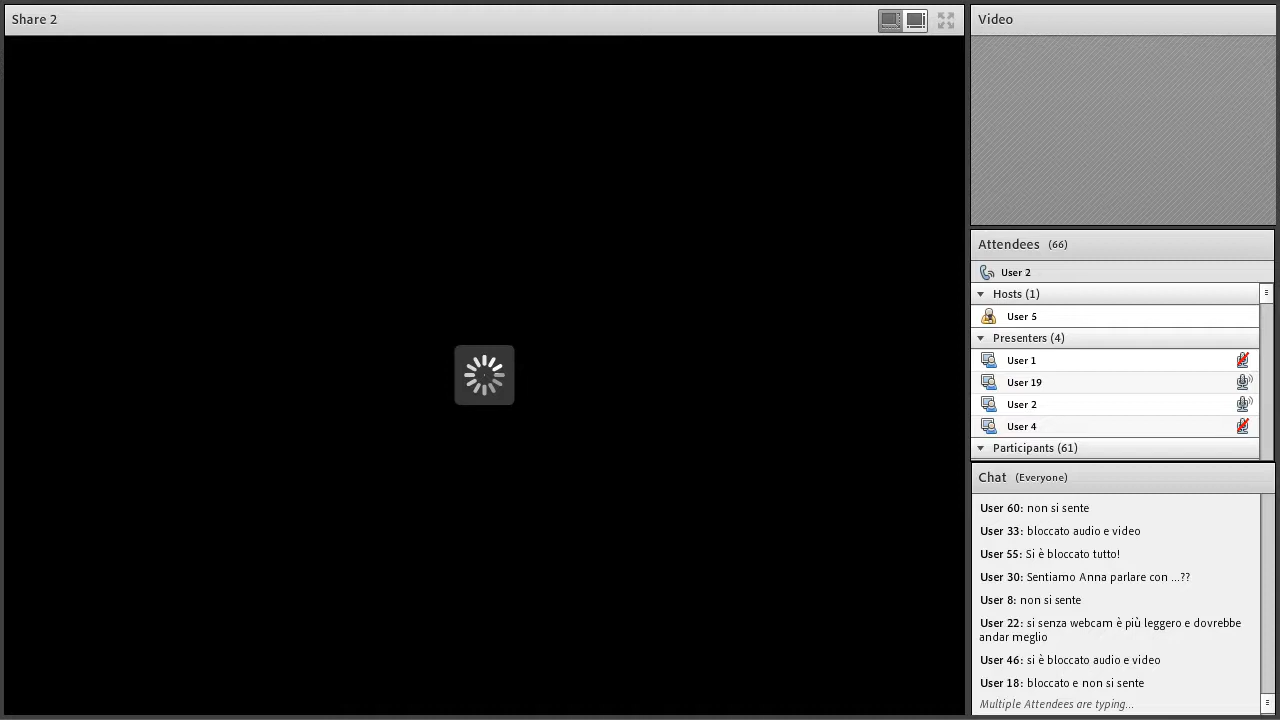 Share 2
Video
Attendees (66)
User 2
Hosts (1)
User 5
Presenters (4)
User 1
User 19
User 2
User 4
Participants (61)
Chat (Everyone)
User 60: non si sente
User 33: bloccato audio e video
User 55: Si è bloccato tutto!
User 30: Sentiamo Anna parlare con ...??
User 8: non si sente
User 22: si senza webcam è più leggero e dovrebbe
andar meglio
User 46: si è bloccato audio e video
User 18: bloccato e non si sente
Multiple Attendees are typing...